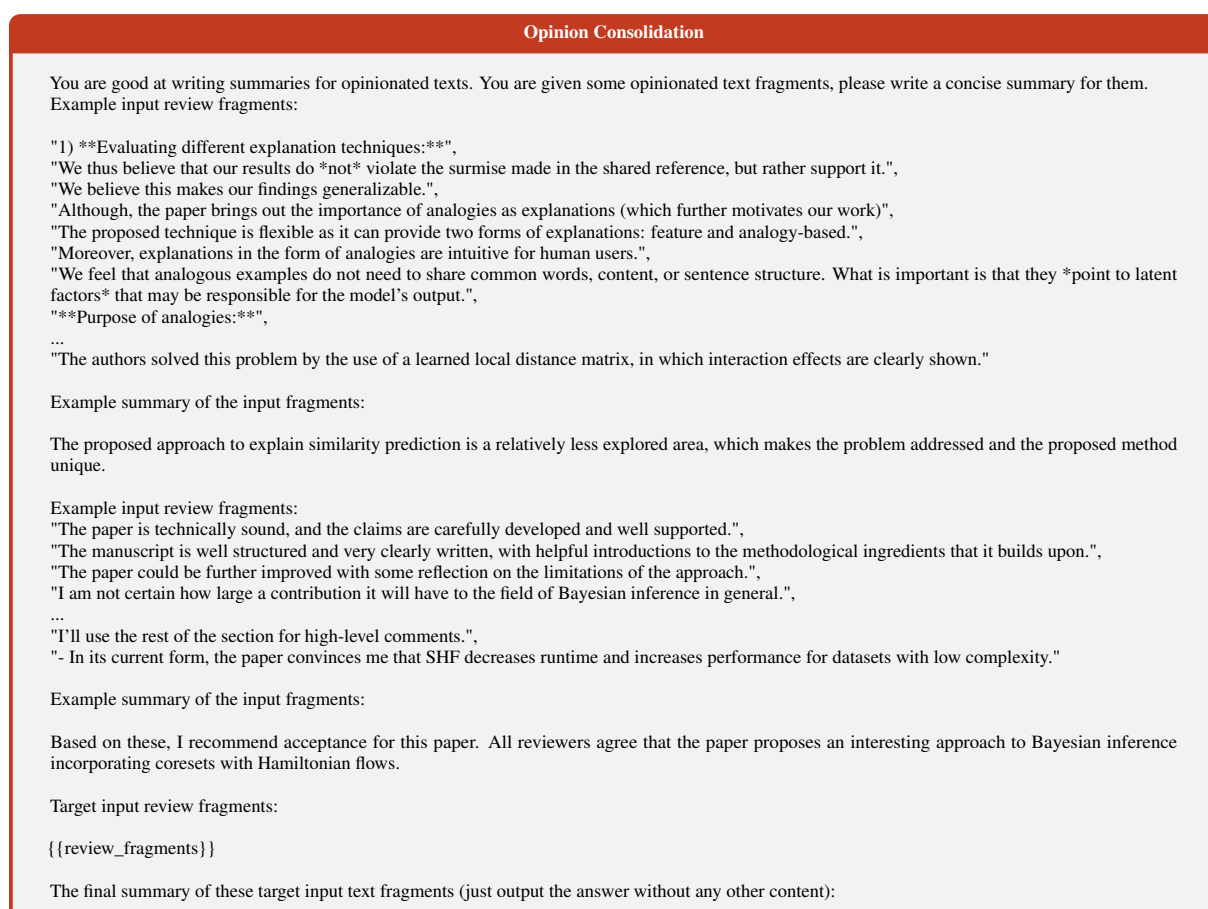 Opinion Consolidation
You are good at writing summaries for opinionated texts. You are given some opinionated text fragments, please write a concise summary for them.
Example input review fragments:
"1) **Evaluating different explanation techniques:**",
"We thus believe that our results do *not* violate the surmise made in the shared reference, but rather support it.",
"We believe this makes our findings generalizable.",
"Although, the paper brings out the importance of analogies as explanations (which further motivates our work)",
"The proposed technique is flexible as it can provide two forms of explanations: feature and analogy-based.",
"Moreover, explanations in the form of analogies are intuitive for human users.",
"We feel that analogous examples do not need to share common words, content, or sentence structure. What is important is that they *point to latent
factors* that may be responsible for the model's output.",
"**Purpose of analogies:**",
...
"The authors solved this problem by the use of a learned local distance matrix, in which interaction effects are clearly shown."
Example summary of the input fragments:
The proposed approach to explain similarity prediction is a relatively less explored area, which makes the problem addressed and the proposed method
unique.
Example input review fragments:
"The paper is technically sound, and the claims are carefully developed and well supported.",
"The manuscript is well structured and very clearly written, with helpful introductions to the methodological ingredients that it builds upon.",
"The paper could be further improved with some reflection on the limitations of the approach.",
"I am not certain how large a contribution it will have to the field of Bayesian inference in general.",
...
"I'll use the rest of the section for high-level comments.",
"- In its current form, the paper convinces me that SHF decreases runtime and increases performance for datasets with low complexity."
Example summary of the input fragments:
Based on these, I recommend acceptance for this paper. All reviewers agree that the paper proposes an interesting approach to Bayesian inference
incorporating coresets with Hamiltonian flows.
Target input review fragments:
{{review_fragments}}
The final summary of these target input text fragments (just output the answer without any other content):